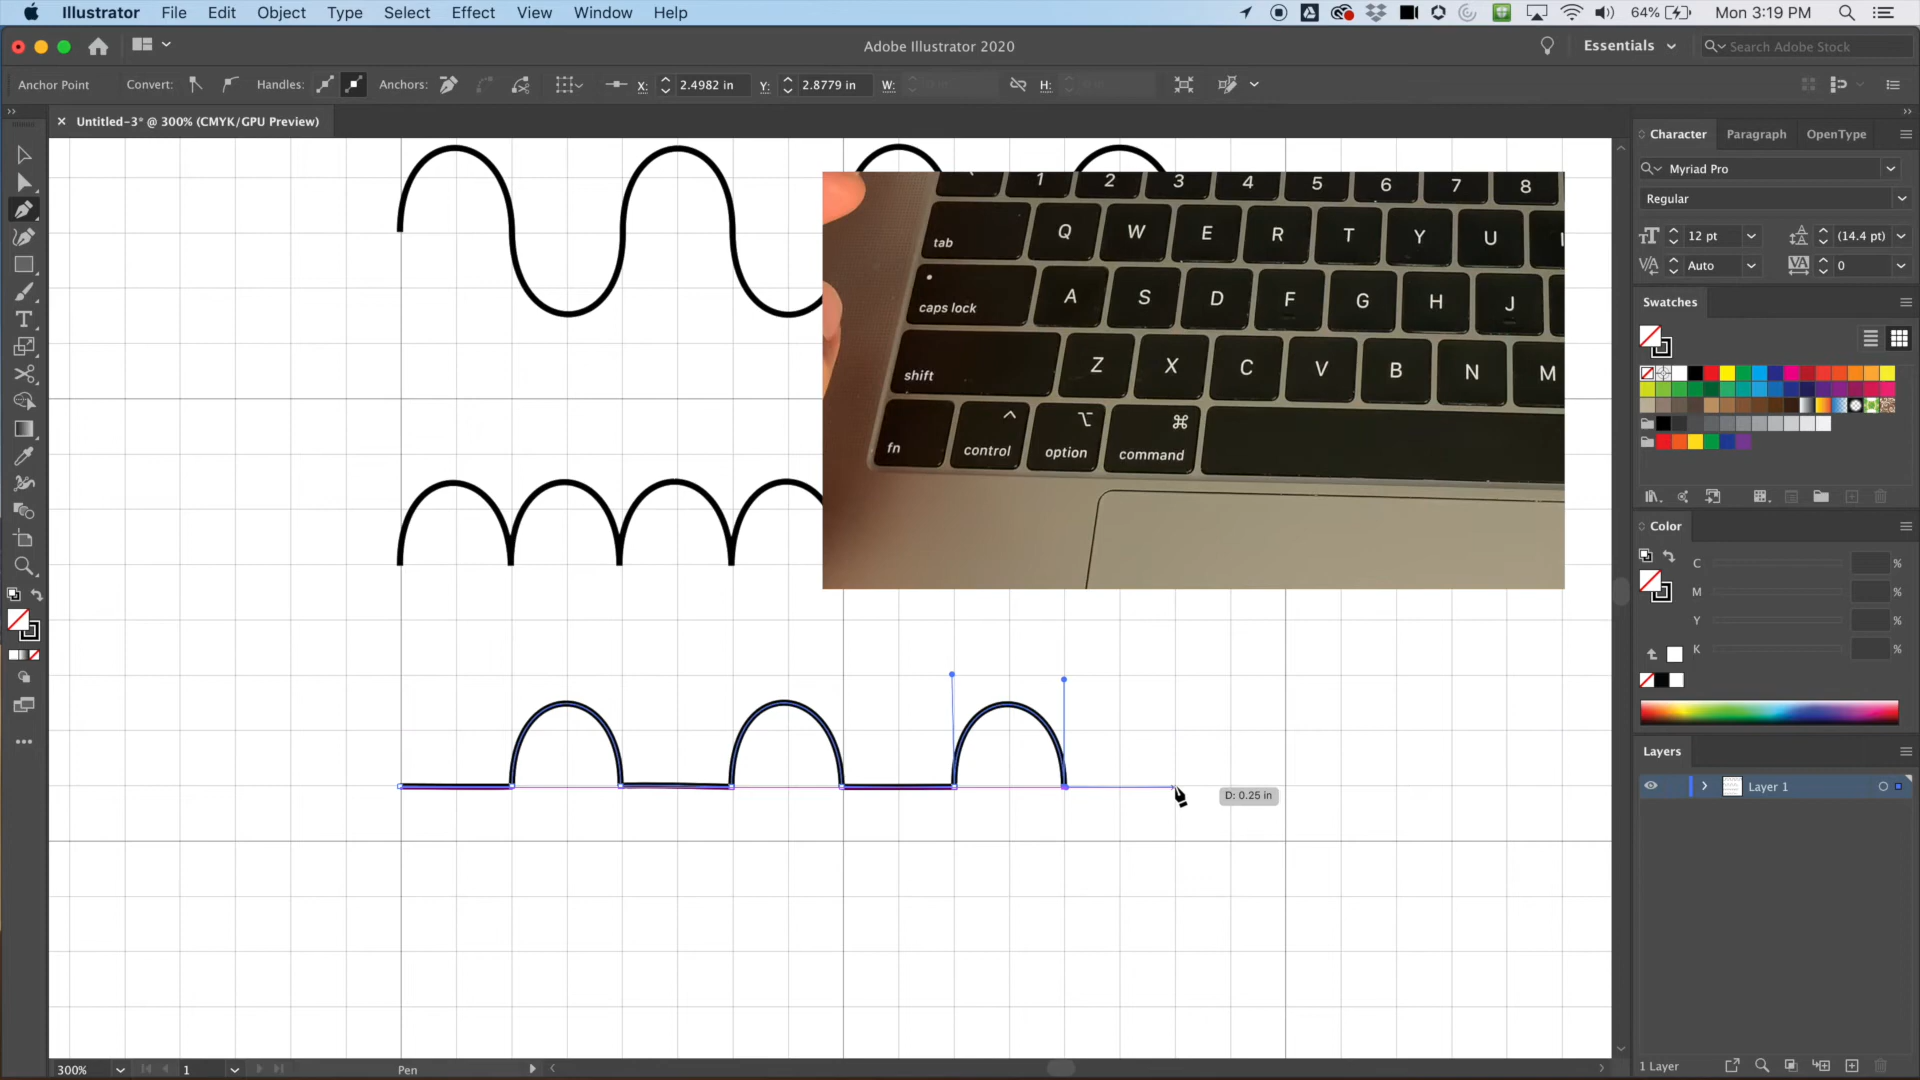 Illustrator File Edit Object Type Select Effect View Window Help 64% Mon 3:19 PM
Adobe Illustrator 2020 Essentials Search Adobe Stock
Anchor Point Convert: Handles: Anchors: X: 2.4982 in Y: 2.8779 in W: 0 in H:
Untitled-3* @ 300% (CMYK/GPU Preview)
Character Paragraph OpenType
Myriad Pro
Regular
12 pt (14.4 pt)
Auto 0
Swatches
1 2 3 4 5 6 7 8
tab Q W E R T Y U
caps lock A S D F G H J
shift Z X C V B N M
fn control option command
Color
C %
M %
Y %
K %
Layers
Layer 1
D: 0.25 in
300% 1 Pen
1 Layer